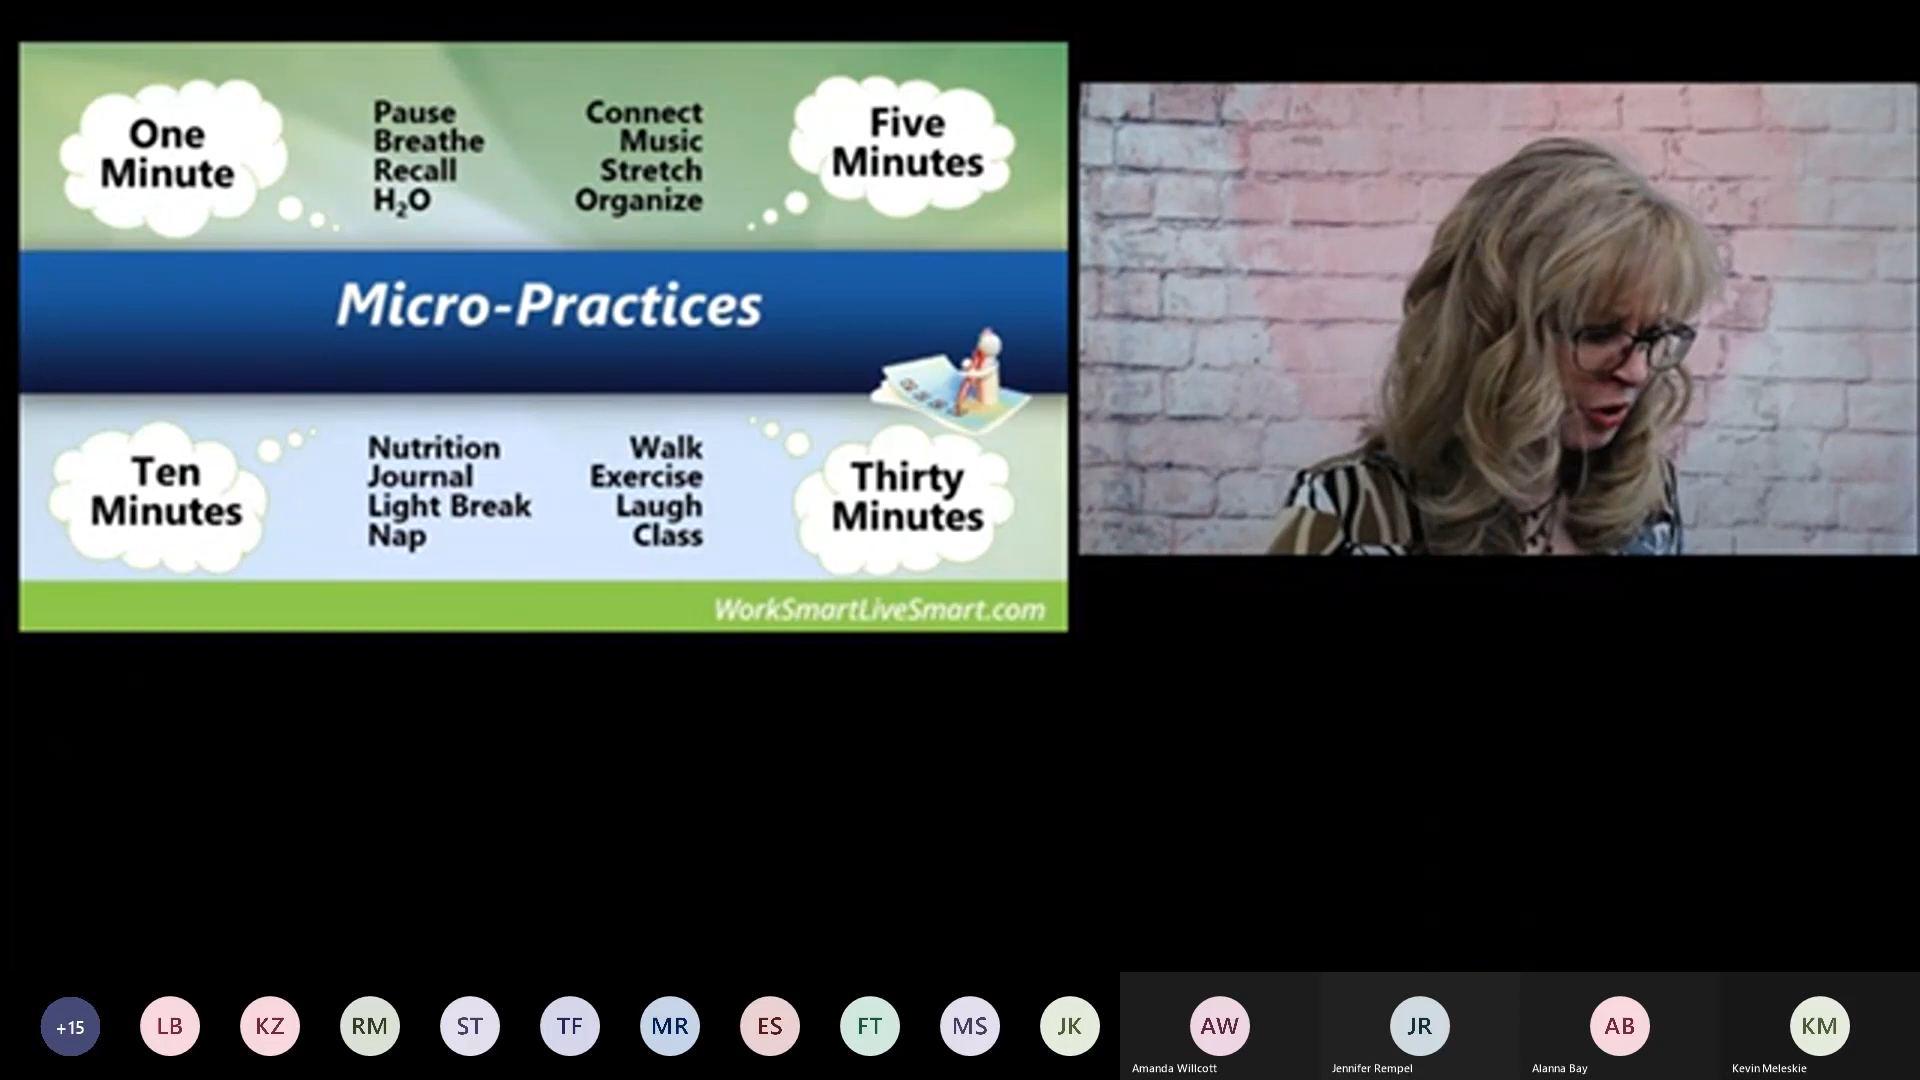 One
Minute
Pause
Breathe
Recall
H₂O
Connect
Music
Stretch
Organize
Five
Minutes
Micro-Practices
Ten
Minutes
Nutrition
Journal
Light Break
Nap
Walk
Exercise
Laugh
Class
Thirty
Minutes
WorkSmartLiveSmart.com
+15
LB
KZ
RM
ST
TF
MR
ES
FT
MS
JK
AW
Amanda Willcott
JR
Jennifer Rempel
AB
Alanna Bay
KM
Kevin Meleskie